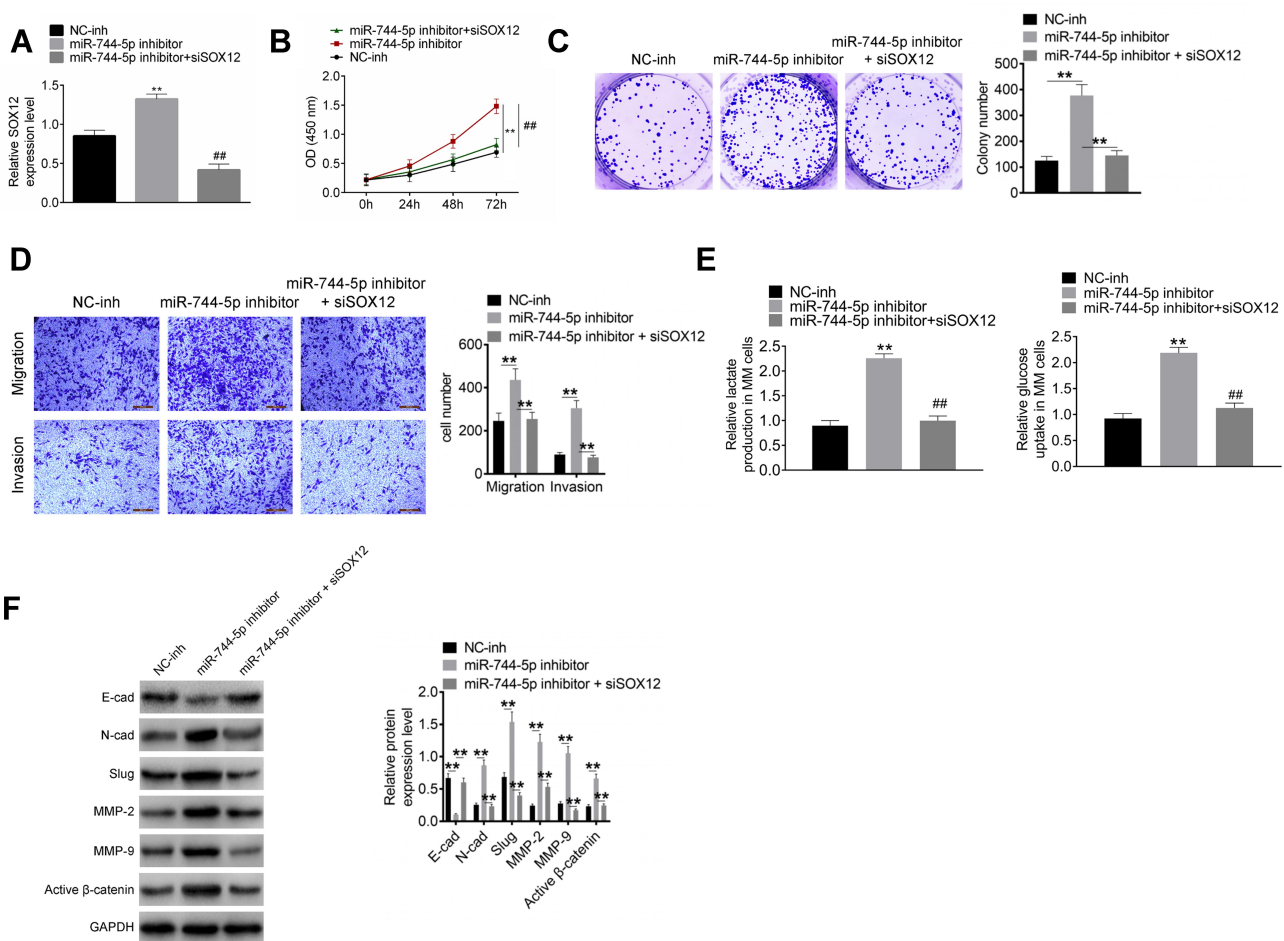 A
NC-inh
miR-744-5p inhibitor
miR-744-5p inhibitor+siSOX12
Relative SOX12
expression level
1.5
1.0
0.5
0.0
**
##
B
miR-744-5p inhibitor+siSOX12
miR-744-5p inhibitor
NC-inh
OD (450 nm)
2.0
1.5
1.0
0.5
0.0
0h
24h
48h
72h
**
##
C
NC-inh
miR-744-5p inhibitor
miR-744-5p inhibitor
+ siSOX12
NC-inh
miR-744-5p inhibitor
miR-744-5p inhibitor + siSOX12
Colony number
500
400
300
200
100
0
**
**
D
NC-inh
miR-744-5p inhibitor
miR-744-5p inhibitor
+ siSOX12
Migration
Invasion
NC-inh
miR-744-5p inhibitor
miR-744-5p inhibitor + siSOX12
cell number
600
400
200
0
**
**
**
**
Migration
Invasion
E
NC-inh
miR-744-5p inhibitor
miR-744-5p inhibitor+siSOX12
Relative lactate
production in MM cells
2.5
2.0
1.5
1.0
0.5
0.0
**
##
NC-inh
miR-744-5p inhibitor
miR-744-5p inhibitor+siSOX12
Relative glucose
uptake in MM cells
2.5
2.0
1.5
1.0
0.5
0.0
**
##
F
NC-inh
miR-744-5p inhibitor
miR-744-5p inhibitor + siSOX12
E-cad
N-cad
Slug
MMP-2
MMP-9
Active β-catenin
GAPDH
NC-inh
miR-744-5p inhibitor
miR-744-5p inhibitor + siSOX12
Relative protein
expression level
2.0
1.5
1.0
0.5
0.0
**
**
**
**
**
**
**
**
**
**
**
**
E-cad
N-cad
Slug
MMP-2
MMP-9
Active β-catenin